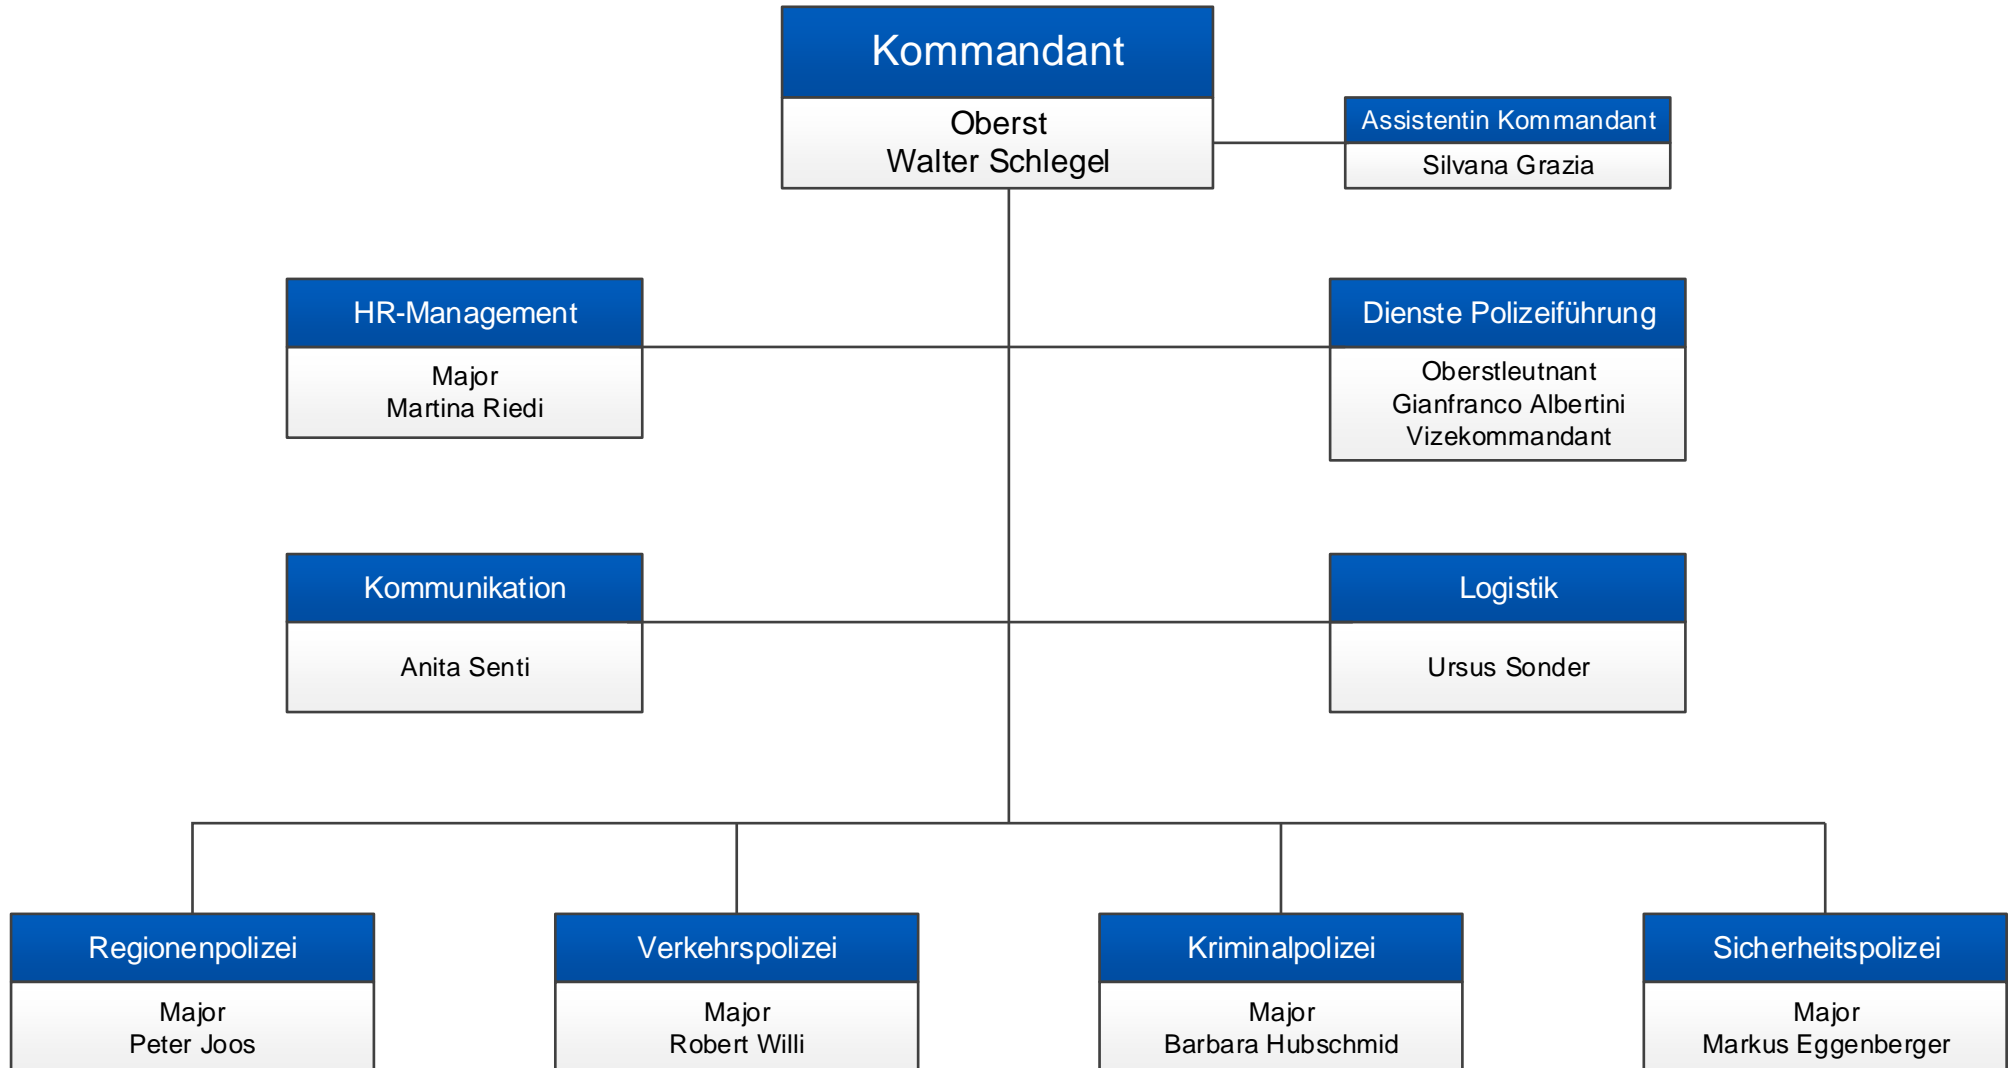 Kommandant
Oberst
Walter Schlegel
Assistentin Kommandant
Silvana Grazia
HR-Management
Major
Martina Riedi
Dienste Polizeiführung
Oberstleutnant
Gianfranco Albertini
Vizekommandant
Kommunikation
Anita Senti
Logistik
Ursus Sonder
Regionenpolizei
Major
Peter Joos
Verkehrspolizei
Major
Robert Willi
Kriminalpolizei
Major
Barbara Hubschmid
Sicherheitspolizei
Major
Markus Eggenberger